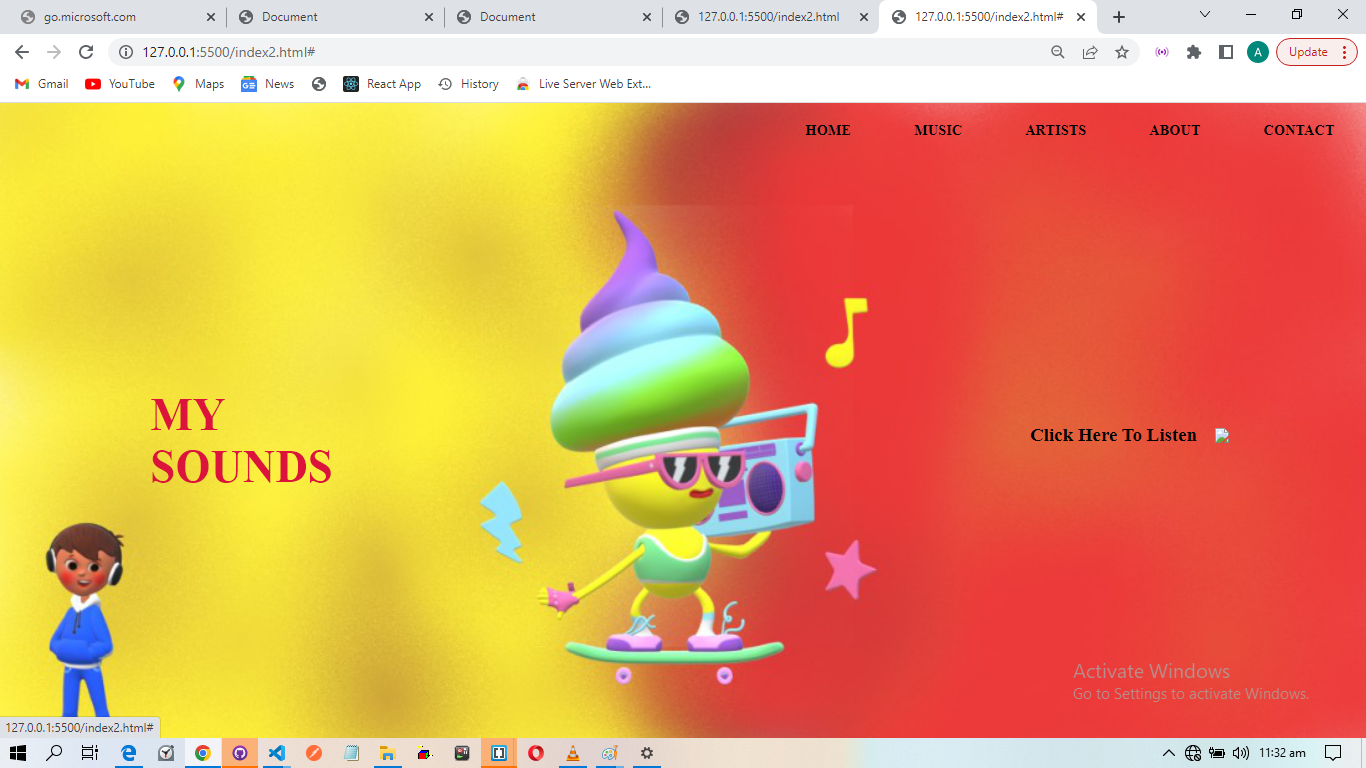 go.microsoft.com
Document
Document
127.0.0.1:5500/index2.html
127.0.0.1:5500/index2.html#
127.0.0.1:5500/index2.html#
A
Update
Gmail
YouTube
Maps
News
React App
History
Live Server Web Ext...
HOME
MUSIC
ARTISTS
ABOUT
CONTACT
MY
SOUNDS
Click Here To Listen
Activate Windows
Go to Settings to activate Windows.
127.0.0.1:5500/index2.html#
11:32 am